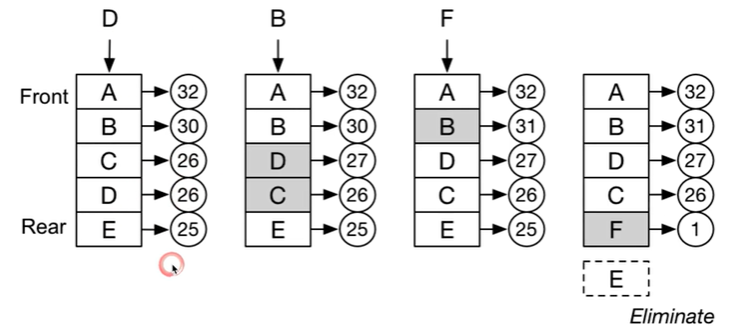 D B F
Front A 32 A 32 A 32 A 32
B 30 B 30 B 31 B 31
C 26 D 27 D 27 D 27
D 26 C 26 C 26 C 26
Rear E 25 E 25 E 25 F 1
E
Eliminate